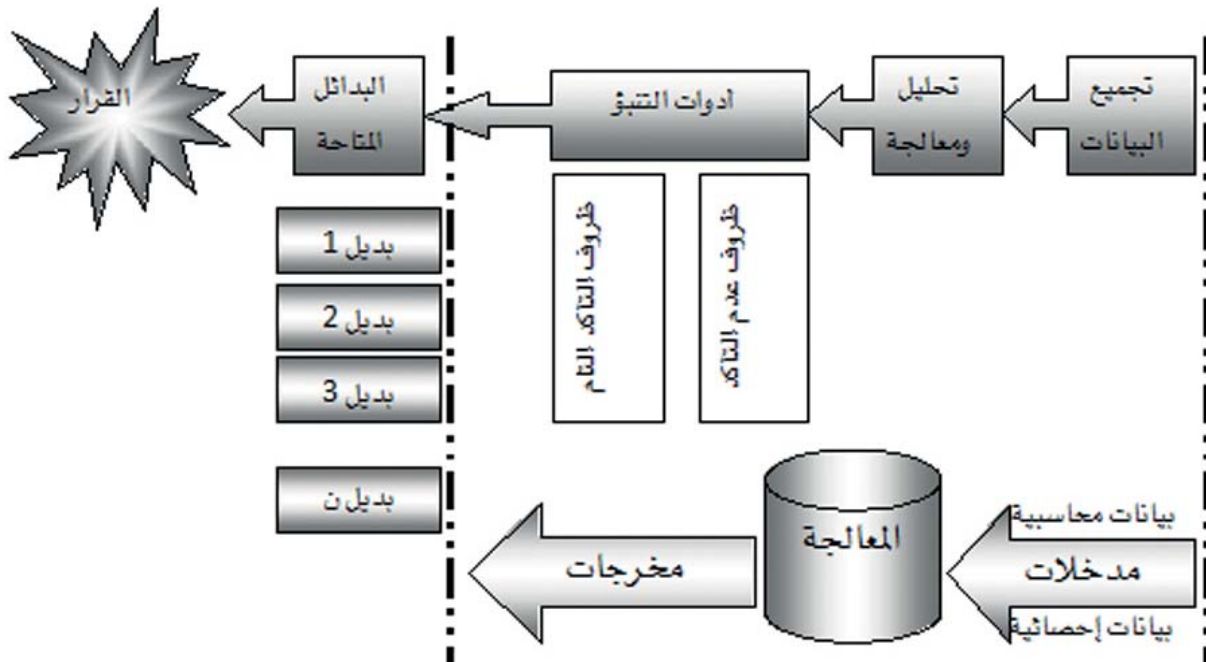 تجميع
البيانات
تحليل
ومعالجة
أدوات التنبؤ
البدائل
المتاحة
القرار
ظروف عدم التأكد
ظروف التأكد التام
بديل 1
بديل 2
بديل 3
بديل ن
بيانات محاسبية
مدخلات
بيانات إحصائية
المعالجة
مخرجات